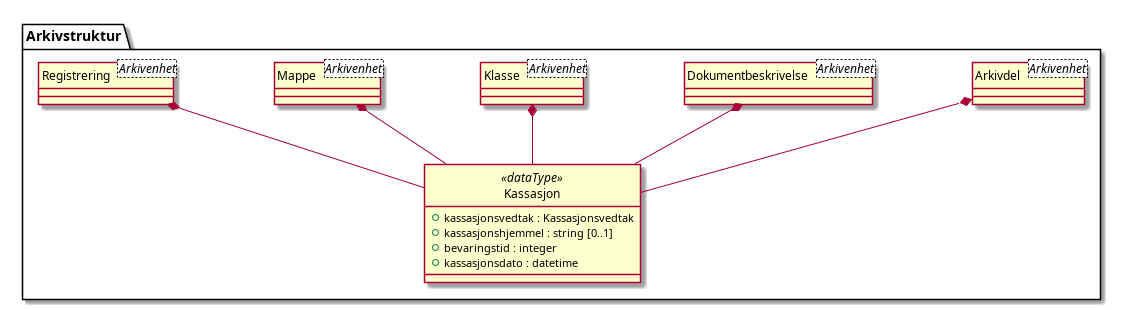 Arkivstruktur
Registrering Arkivenhet
Mappe Arkivenhet
Klasse Arkivenhet
Dokumentbeskrivelse Arkivenhet
Arkivdel Arkivenhet
«dataType»
Kassasjon
kassasjonsvedtak : Kassasjonsvedtak
kassasjonshjemmel : string [0..1]
bevaringstid : integer
kassasjonsdato : datetime